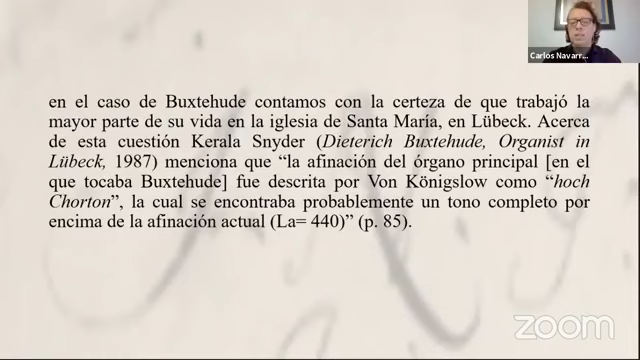 Carlos Navarr...
en el caso de Buxtehude contamos con la certeza de que trabajó la
mayor parte de su vida en la iglesia de Santa María, en Lübeck. Acerca
de esta cuestión Kerala Snyder (Dieterich Buxtehude, Organist in
Lübeck, 1987) menciona que “la afinación del órgano principal [en el
que tocaba Buxtehude] fue descrita por Von Königslow como “hoch
Chorton”, la cual se encontraba probablemente un tono completo por
encima de la afinación actual (La= 440)” (p. 85).
zoom